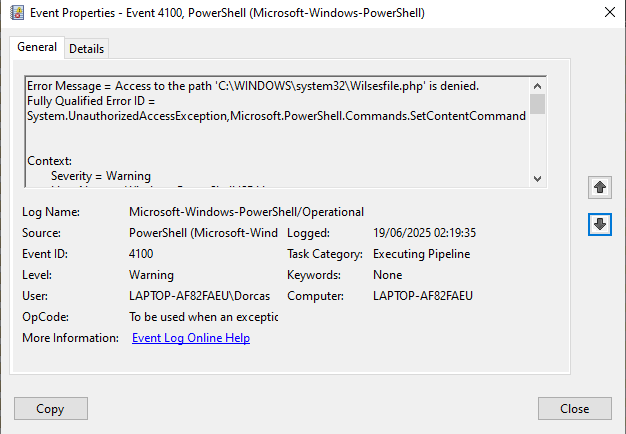 Event Properties - Event 4100, PowerShell (Microsoft-Windows-PowerShell)
General
Details
Error Message = Access to the path 'C:\WINDOWS\system32\Wilsesfile.php' is denied.
Fully Qualified Error ID =
System.UnauthorizedAccessException,Microsoft.PowerShell.Commands.SetContentCommand
Context:
Severity = Warning
Log Name: Microsoft-Windows-PowerShell/Operational
Source: PowerShell (Microsoft-Wind Logged: 19/06/2025 02:19:35
Event ID: 4100 Task Category: Executing Pipeline
Level: Warning Keywords: None
User: LAPTOP-AF82FAEU\Dorcas Computer: LAPTOP-AF82FAEU
OpCode: To be used when an exceptic
More Information: Event Log Online Help
Copy
Close